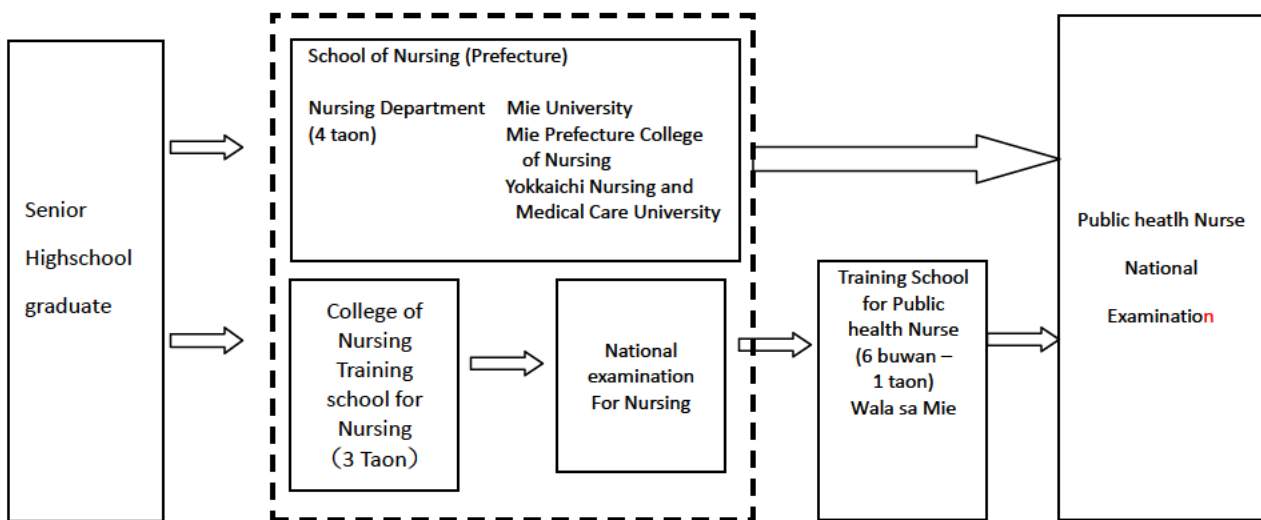 Senior
Highschool
graduate
School of Nursing (Prefecture)
Nursing Department
(4 taon)
Mie University
Mie Prefecture College
of Nursing
Yokkaichi Nursing and
Medical Care University
College of
Nursing
Training
school for
Nursing
（3 Taon）
National
examination
For Nursing
Training School
for Public
health Nurse
(6 buwan –
1 taon)
Wala sa Mie
Public heatlh Nurse
National
Examination